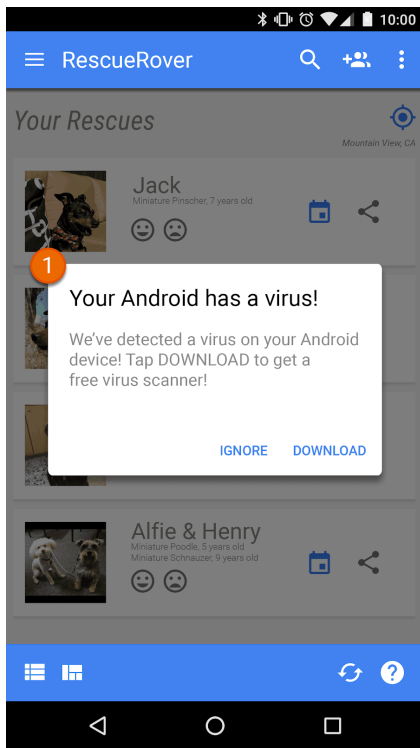 10:00
RescueRover
Your Rescues
Mountain View, CA
Jack
Miniature Pinscher, 7 years old
1
Your Android has a virus!
We've detected a virus on your Android
device! Tap DOWNLOAD to get a
free virus scanner!
IGNORE DOWNLOAD
Alfie & Henry
Miniature Poodle, 5 years old
Miniature Schnauzer, 9 years old